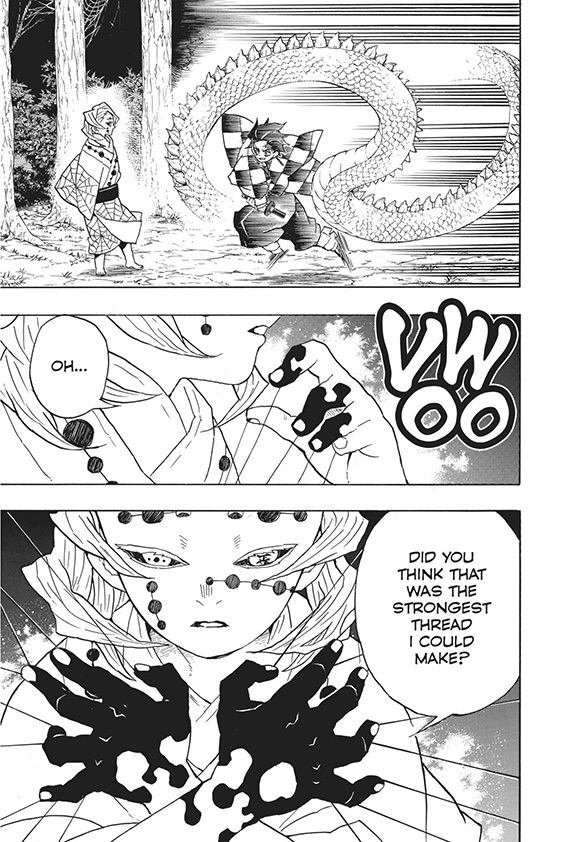 VW
OO
OH...
DID YOU
THINK THAT
WAS THE
STRONGEST
THREAD
I COULD
MAKE?